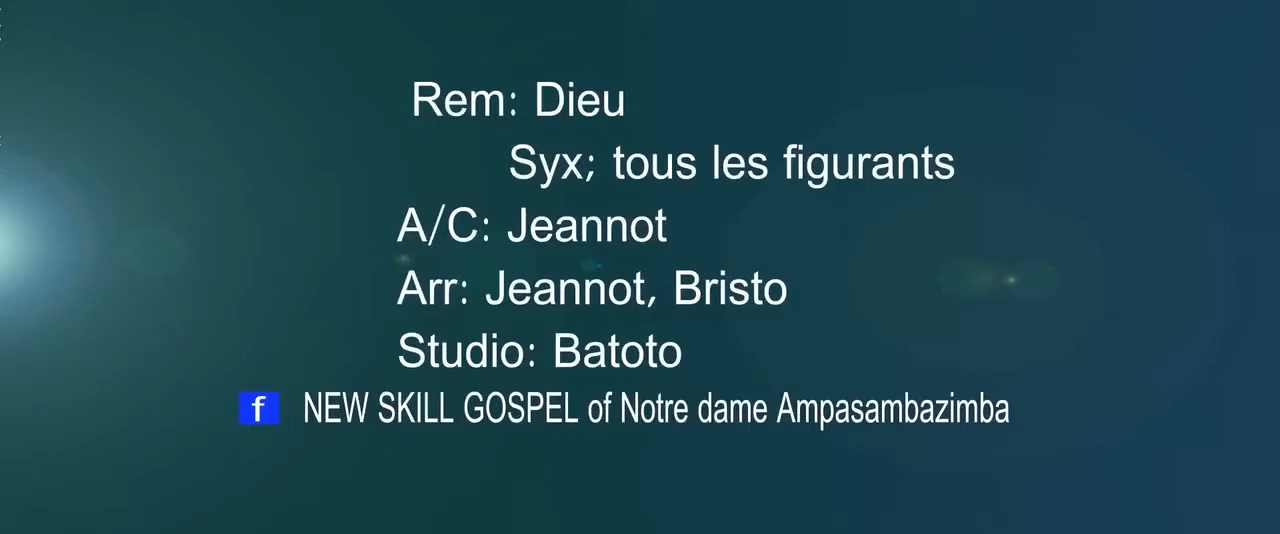 Rem: Dieu
Syx; tous les figurants
A/C: Jeannot
Arr: Jeannot, Bristo
Studio: Batoto
f NEW SKILL GOSPEL of Notre dame Ampasambazimba